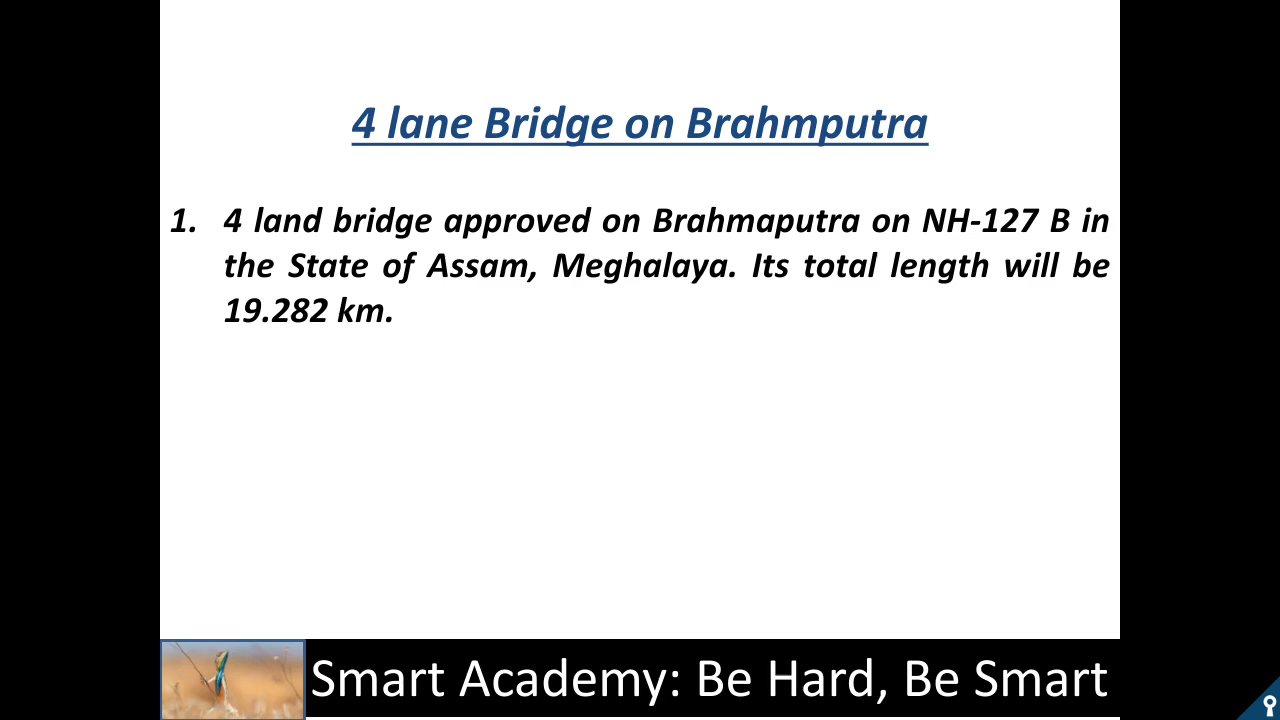 4 lane Bridge on Brahmputra
1. 4 land bridge approved on Brahmaputra on NH-127 B in
the State of Assam, Meghalaya. Its total length will be
19.282 km.
Smart Academy: Be Hard, Be Smart